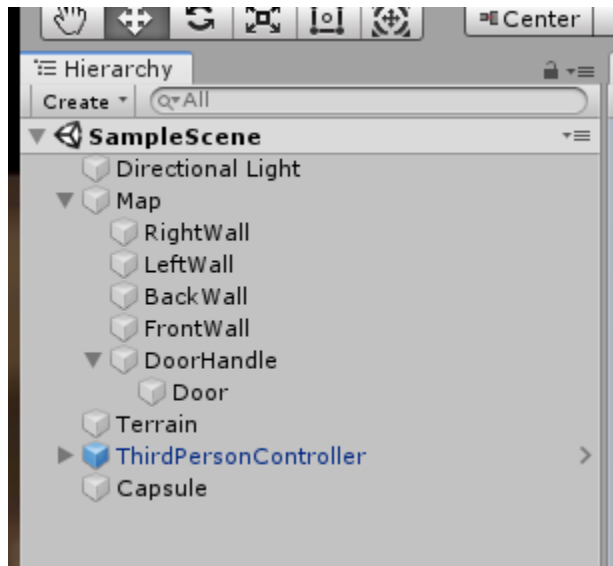 Center
Hierarchy
Create All
SampleScene
Directional Light
Map
RightWall
LeftWall
BackWall
FrontWall
DoorHandle
Door
Terrain
ThirdPersonController
Capsule